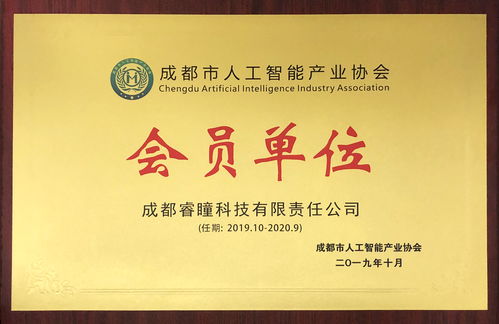 成都市人工智能产业协会
Chengdu Artificial Intelligence Industry Association
会员单位
成都睿瞳科技有限责任公司
(任期: 2019.10-2020.9)
成都市人工智能产业协会
二〇一九年十月